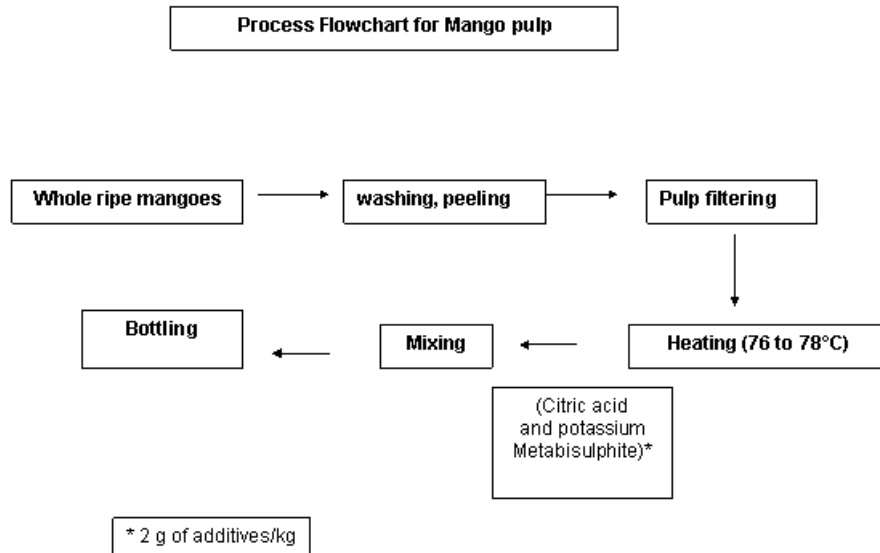 Process Flowchart for Mango pulp
Whole ripe mangoes
washing, peeling
Pulp filtering
Heating (76 to 78°C)
Mixing
Bottling
(Citric acid
and potassium
Metabisulphite)*
* 2 g of additives/kg